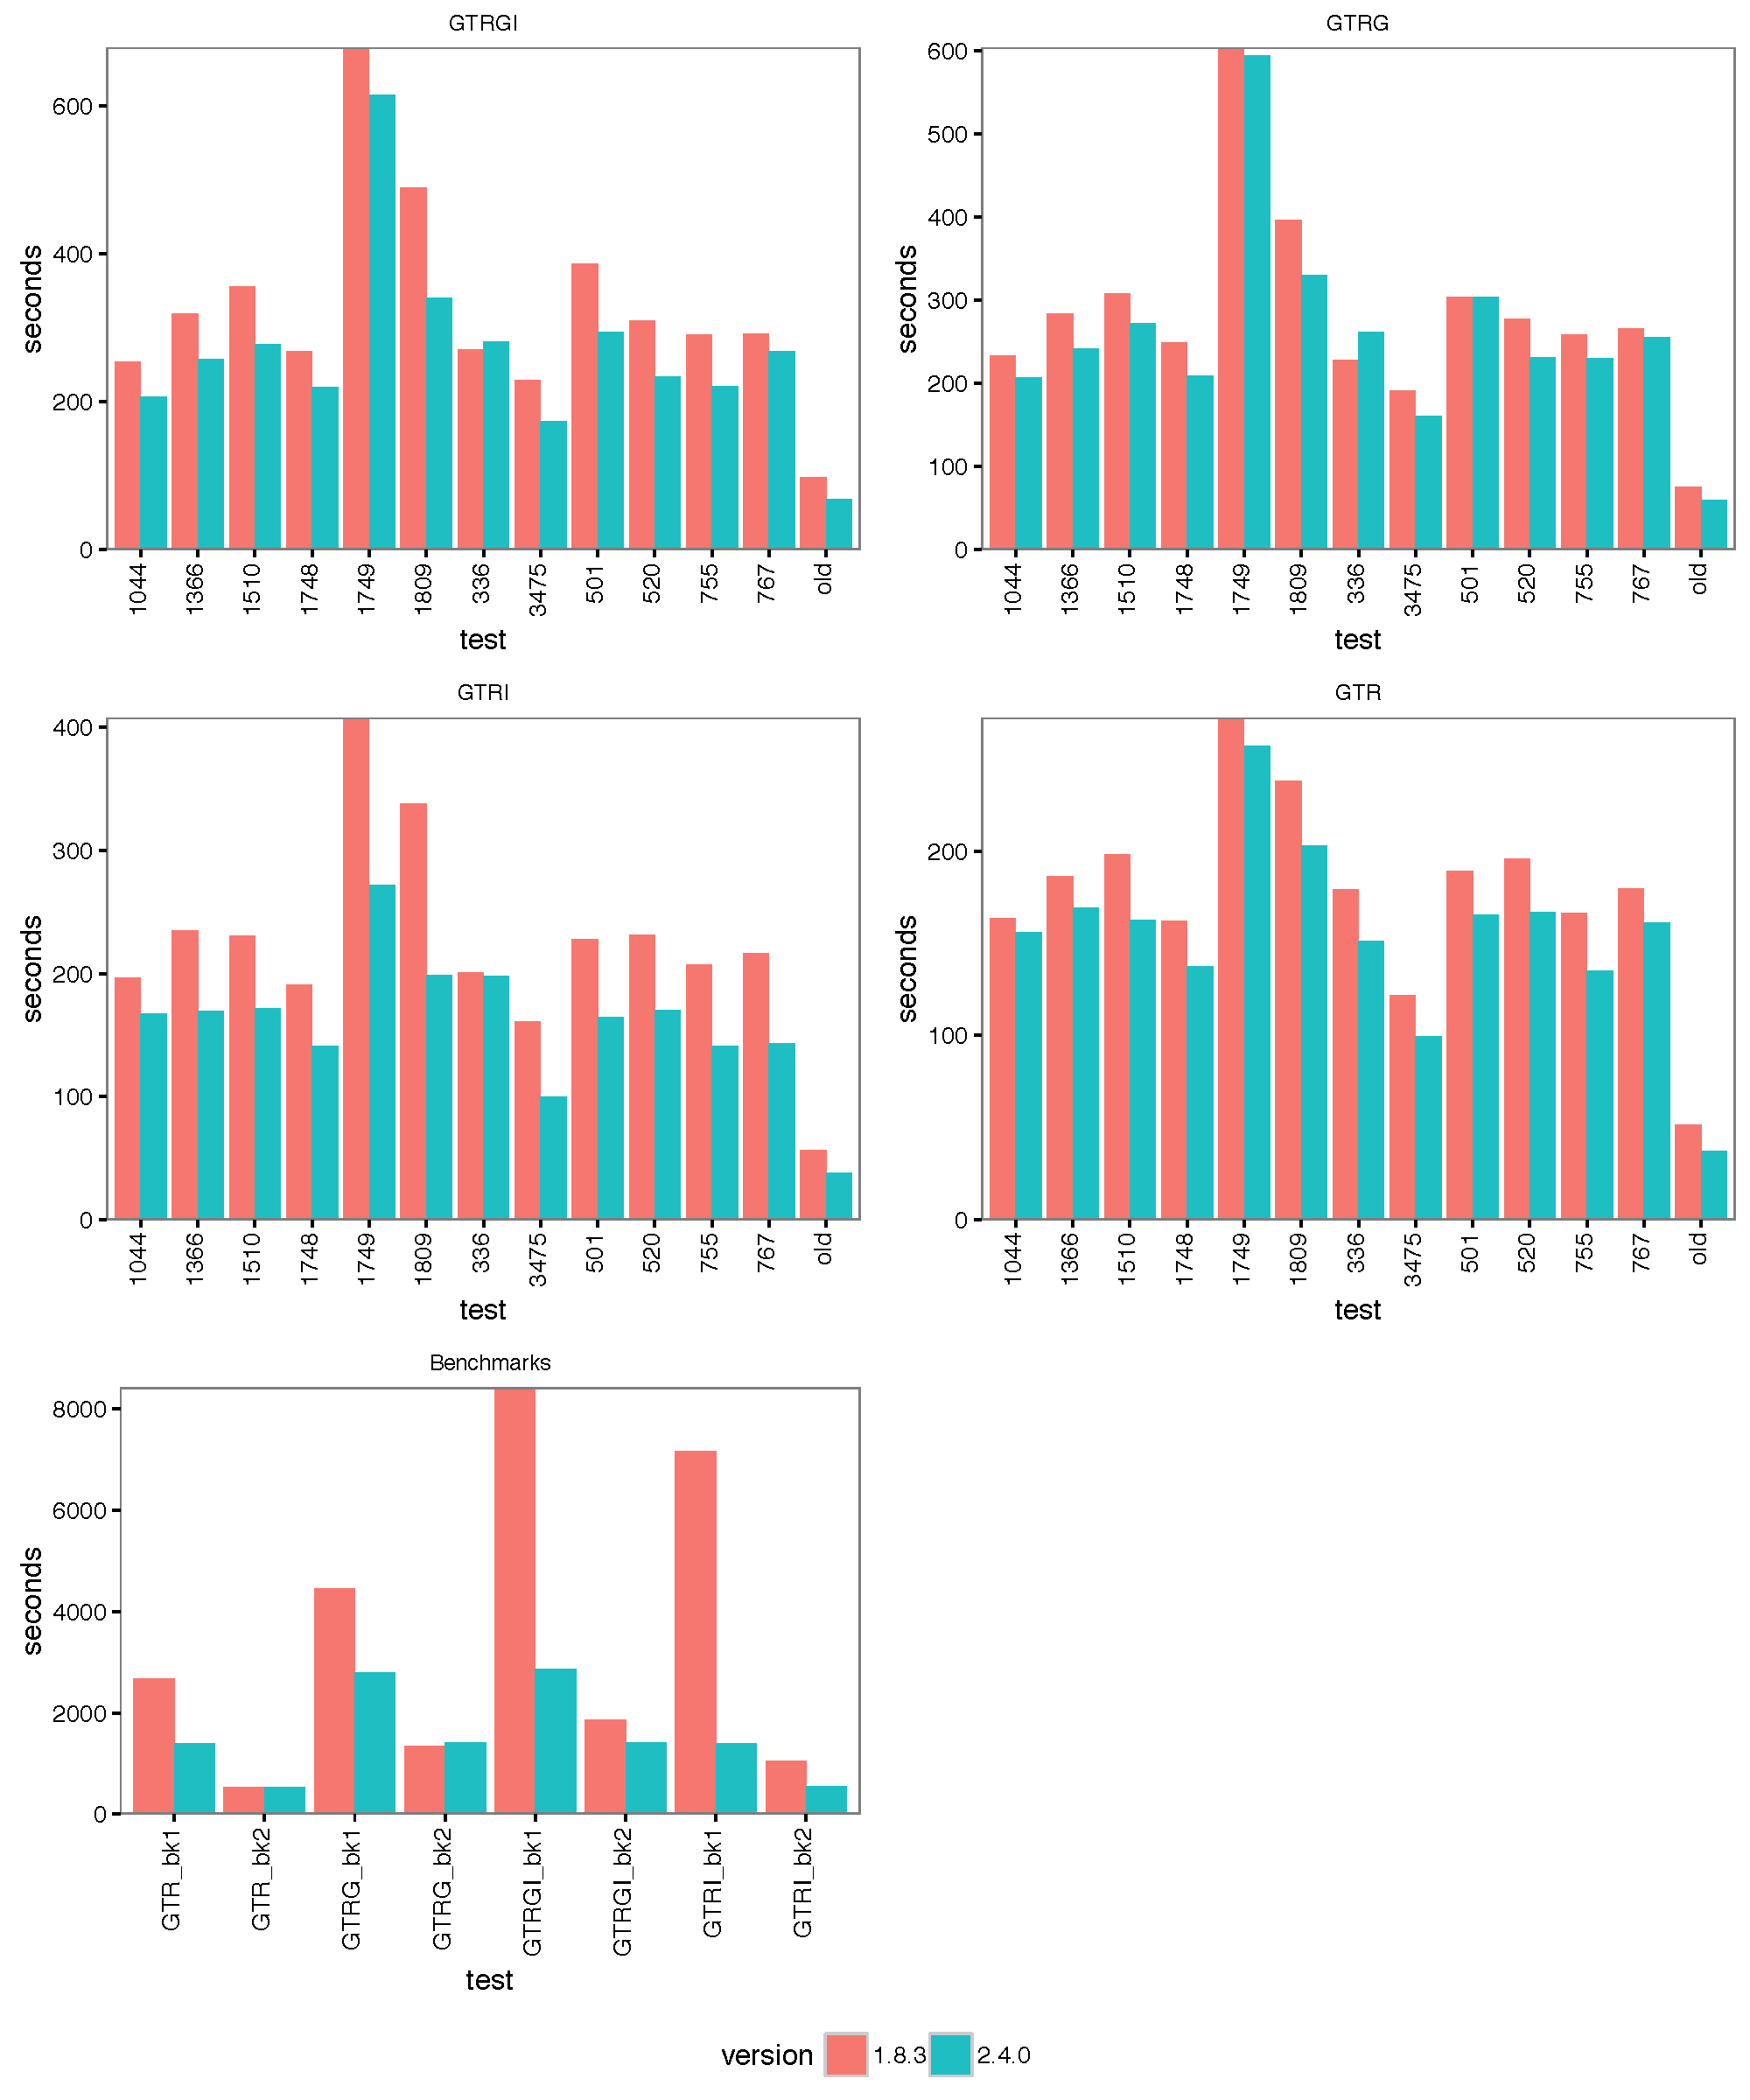 GTRGI
seconds
600
400
200
0
1044
1366
1510
1748
1749
1809
336
3475
501
520
755
767
old
test
GTRG
seconds
600
500
400
300
200
100
0
1044
1366
1510
1748
1749
1809
336
3475
501
520
755
767
old
test
GTRI
seconds
400
300
200
100
0
1044
1366
1510
1748
1749
1809
336
3475
501
520
755
767
old
test
GTR
seconds
200
100
0
1044
1366
1510
1748
1749
1809
336
3475
501
520
755
767
old
test
Benchmarks
seconds
8000
6000
4000
2000
0
GTR_bk1
GTR_bk2
GTRG_bk1
GTRG_bk2
GTRGI_bk1
GTRGI_bk2
GTRI_bk1
GTRI_bk2
test
version 1.8.3 2.4.0